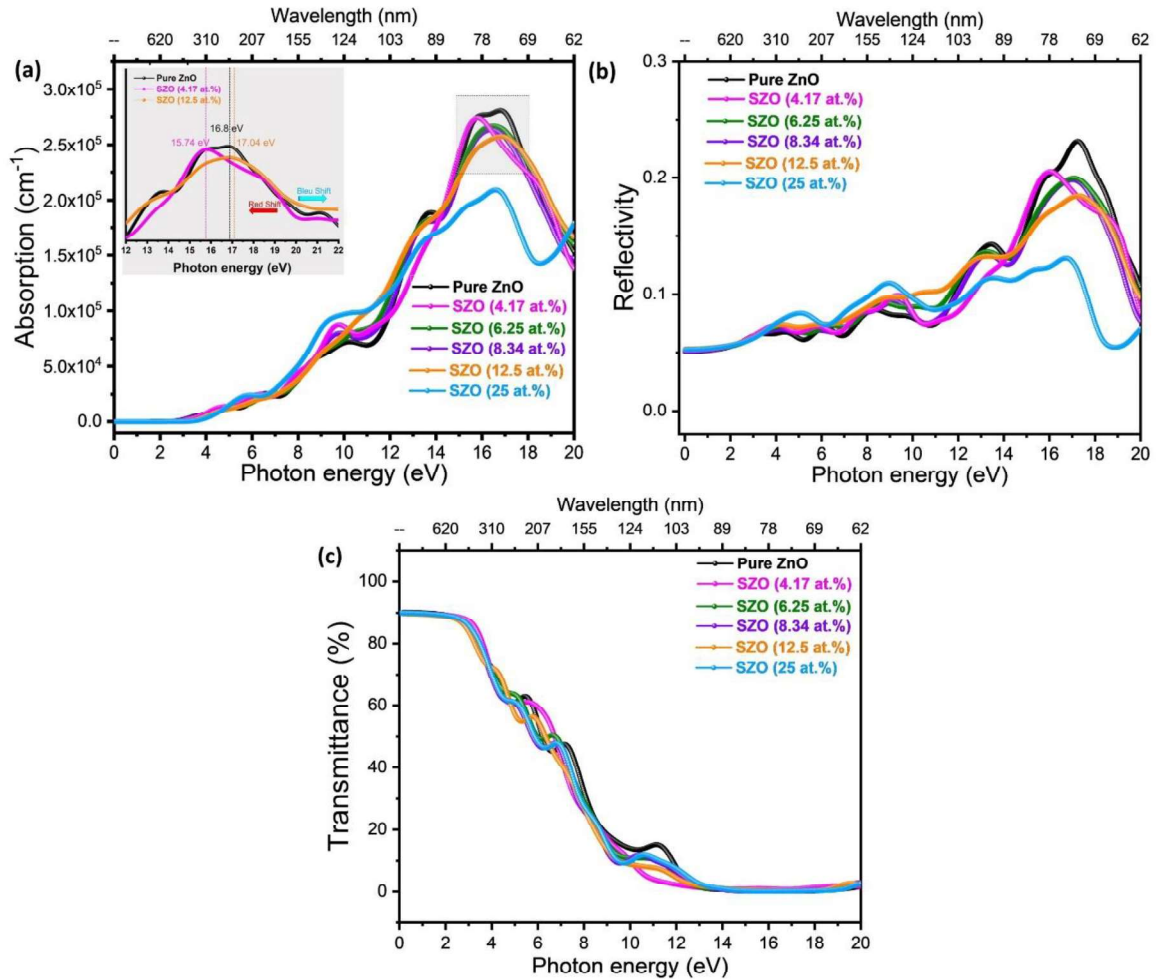 Wavelength (nm)
-- 620 310 207 155 124 103 89 78 69 62
(a)
3.0x10⁵
2.5x10⁵
2.0x10⁵
1.5x10⁵
1.0x10⁵
5.0x10⁴
0.0
Absorption (cm⁻¹)
Pure ZnO
SZO (4.17 at.%)
SZO (12.5 at.%)
16.8 eV
15.74 eV
17.04 eV
Bleu Shift
Red Shift
12 13 14 15 16 17 18 19 20 21 22
Photon energy (eV)
Pure ZnO
SZO (4.17 at.%)
SZO (6.25 at.%)
SZO (8.34 at.%)
SZO (12.5 at.%)
SZO (25 at.%)
0 2 4 6 8 10 12 14 16 18 20
Photon energy (eV)
Wavelength (nm)
-- 620 310 207 155 124 103 89 78 69 62
(b)
0.3
0.2
0.1
0.0
Reflectivity
Pure ZnO
SZO (4.17 at.%)
SZO (6.25 at.%)
SZO (8.34 at.%)
SZO (12.5 at.%)
SZO (25 at.%)
0 2 4 6 8 10 12 14 16 18 20
Photon energy (eV)
Wavelength (nm)
-- 620 310 207 155 124 103 89 78 69 62
(c)
100
80
60
40
20
0
Transmittance (%)
Pure ZnO
SZO (4.17 at.%)
SZO (6.25 at.%)
SZO (8.34 at.%)
SZO (12.5 at.%)
SZO (25 at.%)
0 2 4 6 8 10 12 14 16 18 20
Photon energy (eV)